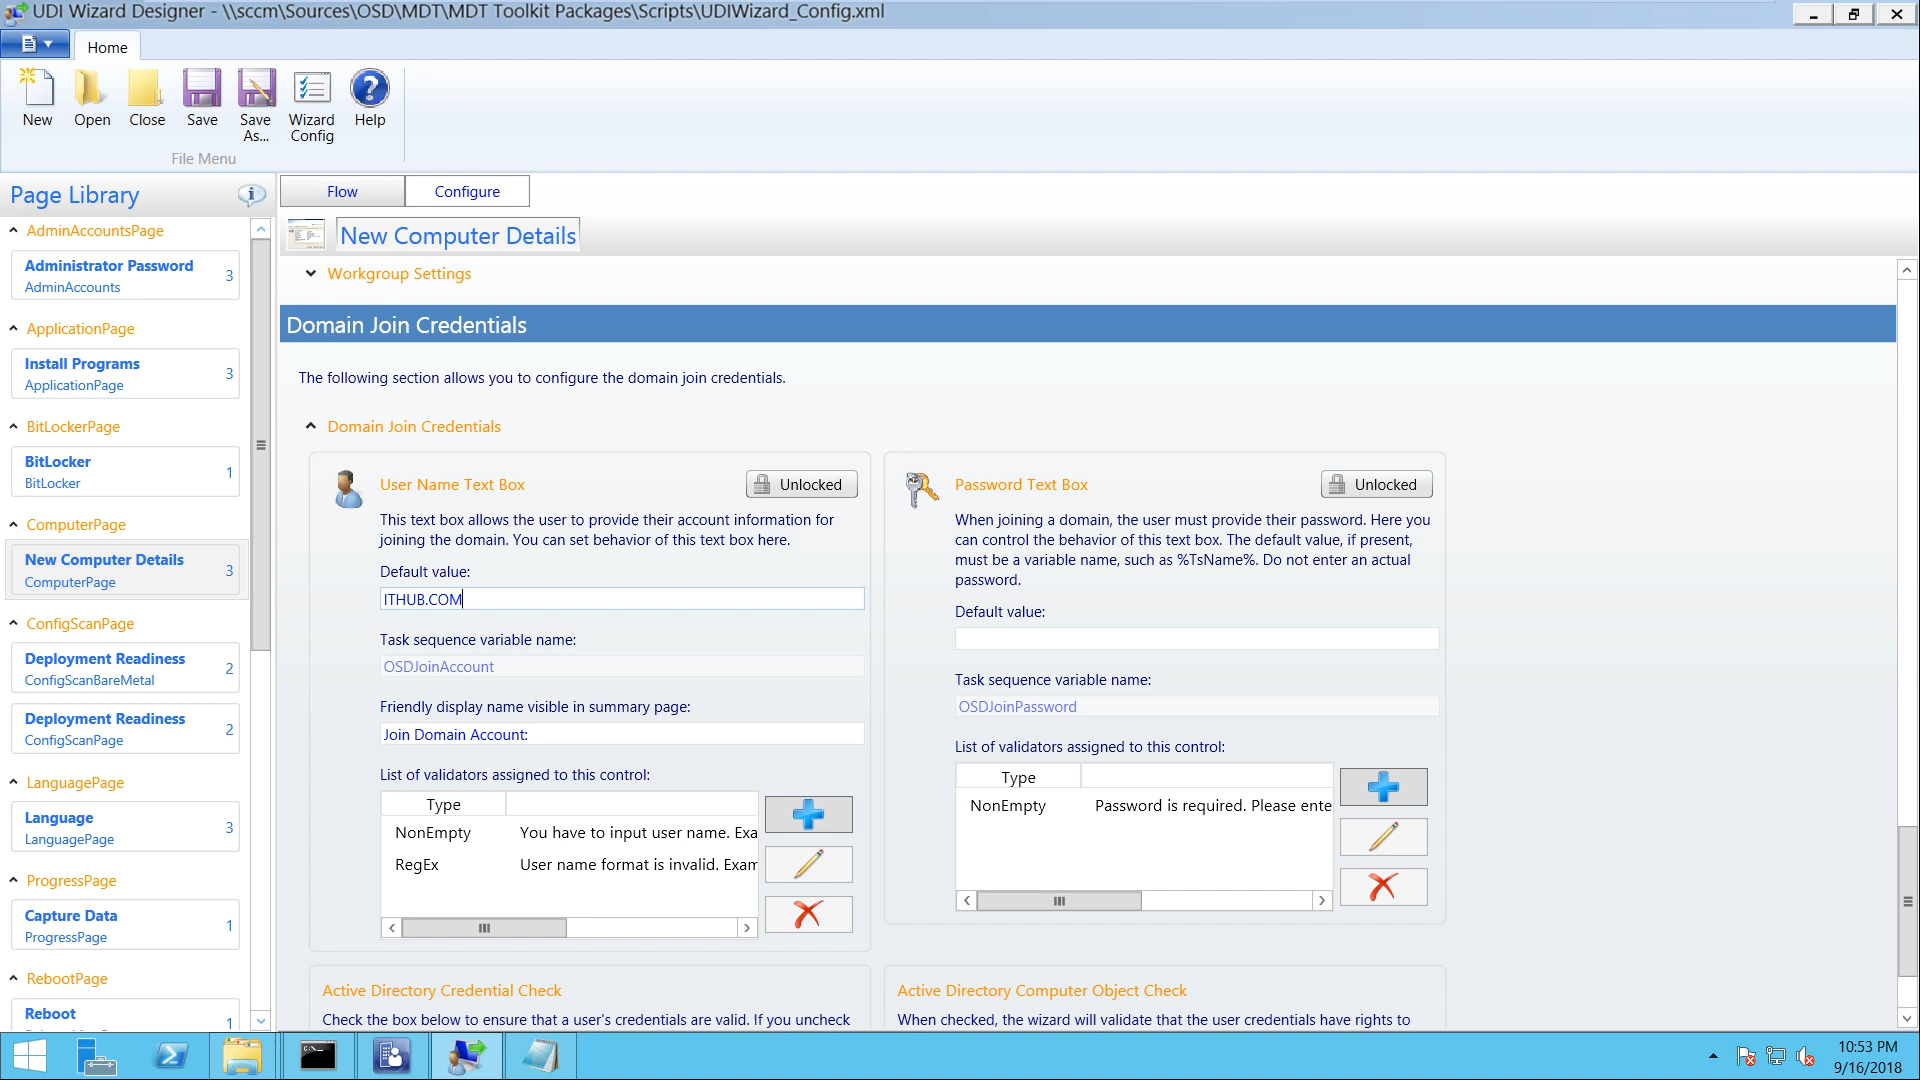 UDI Wizard Designer - \\sccm\Sources\OSD\MDT\MDT Toolkit Packages\Scripts\UDIWizard_Config.xml
Home
New
Open
Close
Save
Save As...
Wizard Config
Help
File Menu
Page Library
AdminAccountsPage
Administrator Password
AdminAccounts
3
ApplicationPage
Install Programs
ApplicationPage
3
BitLockerPage
BitLocker
BitLocker
1
ComputerPage
New Computer Details
ComputerPage
3
ConfigScanPage
Deployment Readiness
ConfigScanBareMetal
2
Deployment Readiness
ConfigScanPage
2
LanguagePage
Language
LanguagePage
3
ProgressPage
Capture Data
ProgressPage
1
RebootPage
Reboot
1
Flow
Configure
New Computer Details
Workgroup Settings
Domain Join Credentials
The following section allows you to configure the domain join credentials.
Domain Join Credentials
User Name Text Box
Unlocked
This text box allows the user to provide their account information for
joining the domain. You can set behavior of this text box here.
Default value:
ITHUB.COM
Task sequence variable name:
OSDJoinAccount
Friendly display name visible in summary page:
Join Domain Account:
List of validators assigned to this control:
Type
NonEmpty You have to input user name. Exa
RegEx User name format is invalid. Exam
Password Text Box
Unlocked
When joining a domain, the user must provide their password. Here you
can control the behavior of this text box. The default value, if present,
must be a variable name, such as %TsName%. Do not enter an actual
password.
Default value:
Task sequence variable name:
OSDJoinPassword
List of validators assigned to this control:
Type
NonEmpty Password is required. Please ente
Active Directory Credential Check
Check the box below to ensure that a user's credentials are valid. If you uncheck
Active Directory Computer Object Check
When checked, the wizard will validate that the user credentials have rights to
10:53 PM
9/16/2018